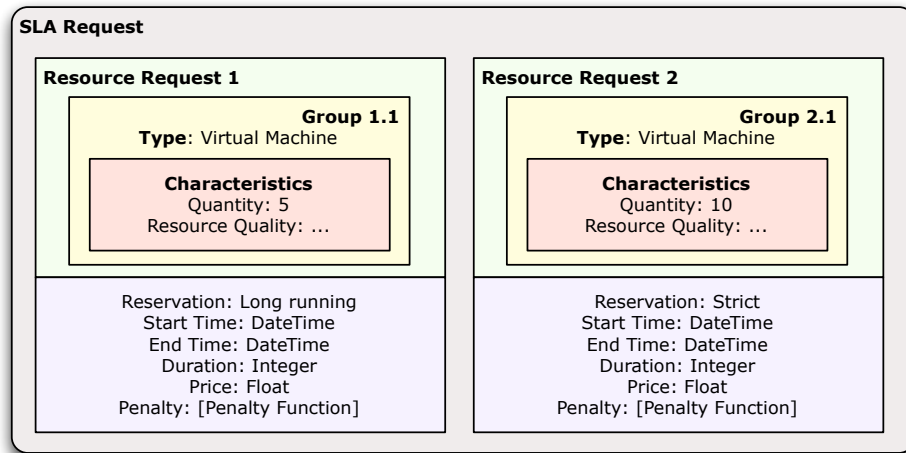 SLA Request
Resource Request 1
Group 1.1
Type: Virtual Machine
Characteristics
Quantity: 5
Resource Quality: ...
Reservation: Long running
Start Time: DateTime
End Time: DateTime
Duration: Integer
Price: Float
Penalty: [Penalty Function]
Resource Request 2
Group 2.1
Type: Virtual Machine
Characteristics
Quantity: 10
Resource Quality: ...
Reservation: Strict
Start Time: DateTime
End Time: DateTime
Duration: Integer
Price: Float
Penalty: [Penalty Function]